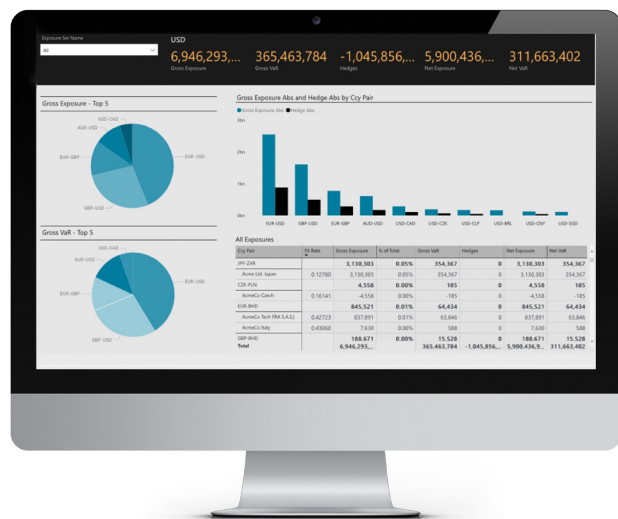 Exposure Set Name
All
USD
6,946,293,... 365,463,784 -1,045,856,... 5,900,436,... 311,663,402
Gross Exposure Gross VaR Hedges Net Exposure Net VaR
Gross Exposure - Top 5
USD-CAD
AUD-USD
EUR-GBP
EUR-USD
GBP-USD
Gross Exposure Abs and Hedge Abs by Ccy Pair
Gross Exposure Abs Hedge Abs
3bn
2bn
1bn
0bn
EUR-USD GBP-USD EUR-GBP AUD-USD USD-CAD USD-CZK USD-CLP USD-BRL USD-CNY USD-SGD
Gross VaR - Top 5
USD-CAD
AUD-USD
EUR-GBP
EUR-USD
GBP-USD
All Exposures
Ccy Pair FX Rate Gross Exposure % of Total Gross VaR Hedges Net Exposure Net VaR
JPY-ZAR 3,130,303 0.05% 354,367 0 3,130,303 354,367
Acme Ltd Japan 0.12780 3,130,303 0.05% 354,367 0 3,130,303 354,367
CZK-PLN 4,558 0.00% 185 0 4,558 185
AcmeCo Czech 0.16141 -4,558 0.00% -185 0 -4,558 -185
EUR-BHD 845,521 0.01% 64,434 0 845,521 64,434
AcmeCo Tech FRA S.A.S.) 0.42723 837,891 0.01% 63,846 0 837,891 63,846
AcmeCo Italy 0.43060 7,630 0.00% 588 0 7,630 588
GBP-BHD 188,671 0.00% 15,528 0 188,671 15,528
Total 6,946,293,... 365,463,784 -1,045,856,... 5,900,436,9... 311,663,402